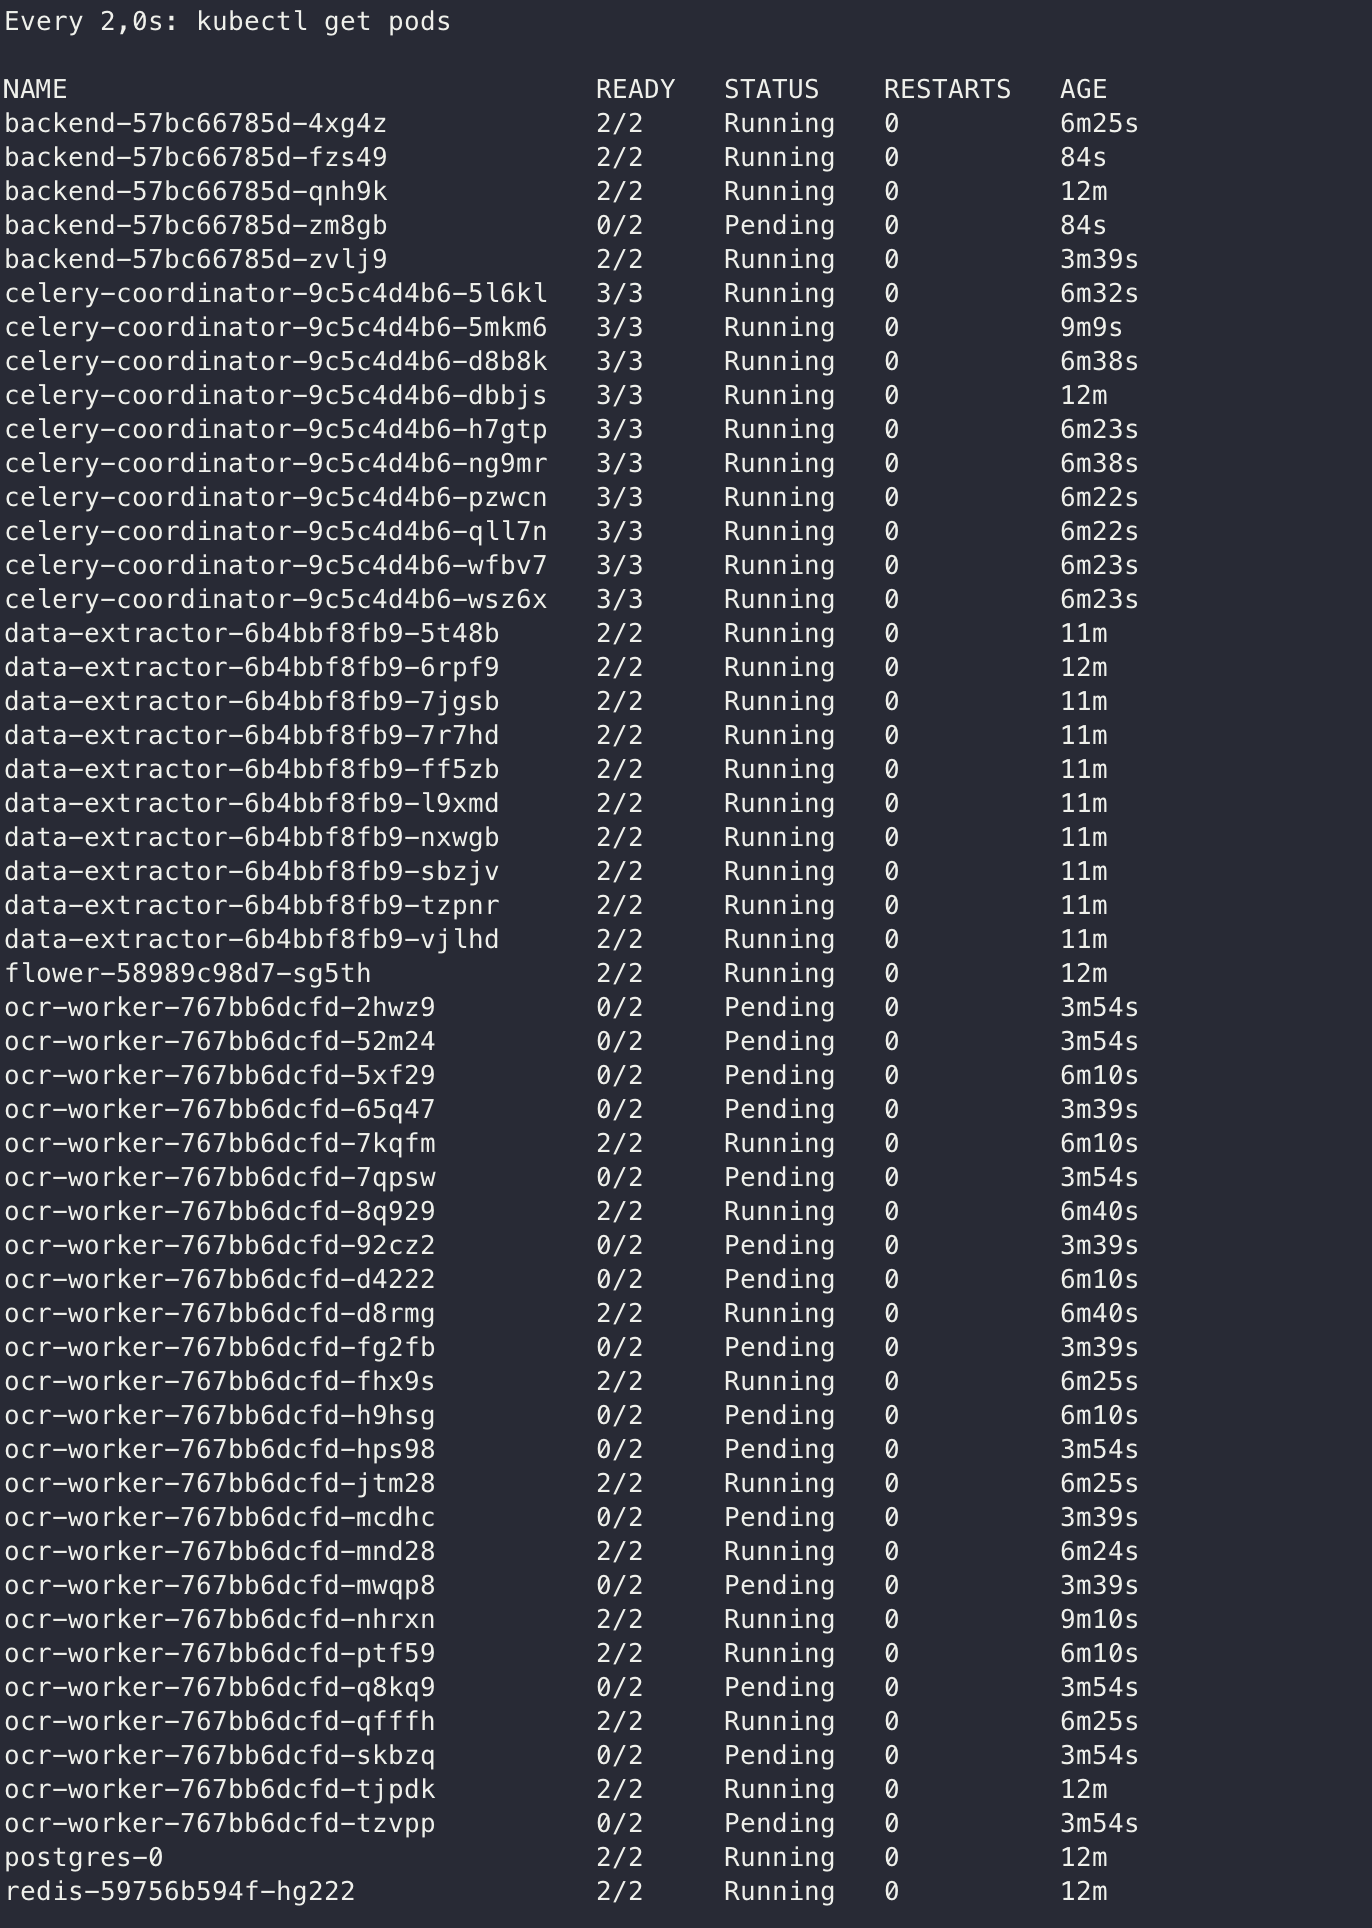 Every 2,0s: kubectl get pods
NAME READY STATUS RESTARTS AGE
backend-57bc66785d-4xg4z 2/2 Running 0 6m25s
backend-57bc66785d-fzs49 2/2 Running 0 84s
backend-57bc66785d-qnh9k 2/2 Running 0 12m
backend-57bc66785d-zm8gb 0/2 Pending 0 84s
backend-57bc66785d-zvlj9 2/2 Running 0 3m39s
celery-coordinator-9c5c4d4b6-5l6kl 3/3 Running 0 6m32s
celery-coordinator-9c5c4d4b6-5mkm6 3/3 Running 0 9m9s
celery-coordinator-9c5c4d4b6-d8b8k 3/3 Running 0 6m38s
celery-coordinator-9c5c4d4b6-dbbjs 3/3 Running 0 12m
celery-coordinator-9c5c4d4b6-h7gtp 3/3 Running 0 6m23s
celery-coordinator-9c5c4d4b6-ng9mr 3/3 Running 0 6m38s
celery-coordinator-9c5c4d4b6-pzwcn 3/3 Running 0 6m22s
celery-coordinator-9c5c4d4b6-qll7n 3/3 Running 0 6m22s
celery-coordinator-9c5c4d4b6-wfbv7 3/3 Running 0 6m23s
celery-coordinator-9c5c4d4b6-wsz6x 3/3 Running 0 6m23s
data-extractor-6b4bbf8fb9-5t48b 2/2 Running 0 11m
data-extractor-6b4bbf8fb9-6rpf9 2/2 Running 0 12m
data-extractor-6b4bbf8fb9-7jgsb 2/2 Running 0 11m
data-extractor-6b4bbf8fb9-7r7hd 2/2 Running 0 11m
data-extractor-6b4bbf8fb9-ff5zb 2/2 Running 0 11m
data-extractor-6b4bbf8fb9-l9xmd 2/2 Running 0 11m
data-extractor-6b4bbf8fb9-nxwgb 2/2 Running 0 11m
data-extractor-6b4bbf8fb9-sbzjv 2/2 Running 0 11m
data-extractor-6b4bbf8fb9-tzpnr 2/2 Running 0 11m
data-extractor-6b4bbf8fb9-vjlhd 2/2 Running 0 11m
flower-58989c98d7-sg5th 2/2 Running 0 12m
ocr-worker-767bb6dcfd-2hwz9 0/2 Pending 0 3m54s
ocr-worker-767bb6dcfd-52m24 0/2 Pending 0 3m54s
ocr-worker-767bb6dcfd-5xf29 0/2 Pending 0 6m10s
ocr-worker-767bb6dcfd-65q47 0/2 Pending 0 3m39s
ocr-worker-767bb6dcfd-7kqfm 2/2 Running 0 6m10s
ocr-worker-767bb6dcfd-7qpsw 0/2 Pending 0 3m54s
ocr-worker-767bb6dcfd-8q929 2/2 Running 0 6m40s
ocr-worker-767bb6dcfd-92cz2 0/2 Pending 0 3m39s
ocr-worker-767bb6dcfd-d4222 0/2 Pending 0 6m10s
ocr-worker-767bb6dcfd-d8rmg 2/2 Running 0 6m40s
ocr-worker-767bb6dcfd-fg2fb 0/2 Pending 0 3m39s
ocr-worker-767bb6dcfd-fhx9s 2/2 Running 0 6m25s
ocr-worker-767bb6dcfd-h9hsg 0/2 Pending 0 6m10s
ocr-worker-767bb6dcfd-hps98 0/2 Pending 0 3m54s
ocr-worker-767bb6dcfd-jtm28 2/2 Running 0 6m25s
ocr-worker-767bb6dcfd-mcdhc 0/2 Pending 0 3m39s
ocr-worker-767bb6dcfd-mnd28 2/2 Running 0 6m24s
ocr-worker-767bb6dcfd-mwqp8 0/2 Pending 0 3m39s
ocr-worker-767bb6dcfd-nhrxn 2/2 Running 0 9m10s
ocr-worker-767bb6dcfd-ptf59 2/2 Running 0 6m10s
ocr-worker-767bb6dcfd-q8kq9 0/2 Pending 0 3m54s
ocr-worker-767bb6dcfd-qfffh 2/2 Running 0 6m25s
ocr-worker-767bb6dcfd-skbzq 0/2 Pending 0 3m54s
ocr-worker-767bb6dcfd-tjpdk 2/2 Running 0 12m
ocr-worker-767bb6dcfd-tzvpp 0/2 Pending 0 3m54s
postgres-0 2/2 Running 0 12m
redis-59756b594f-hg222 2/2 Running 0 12m